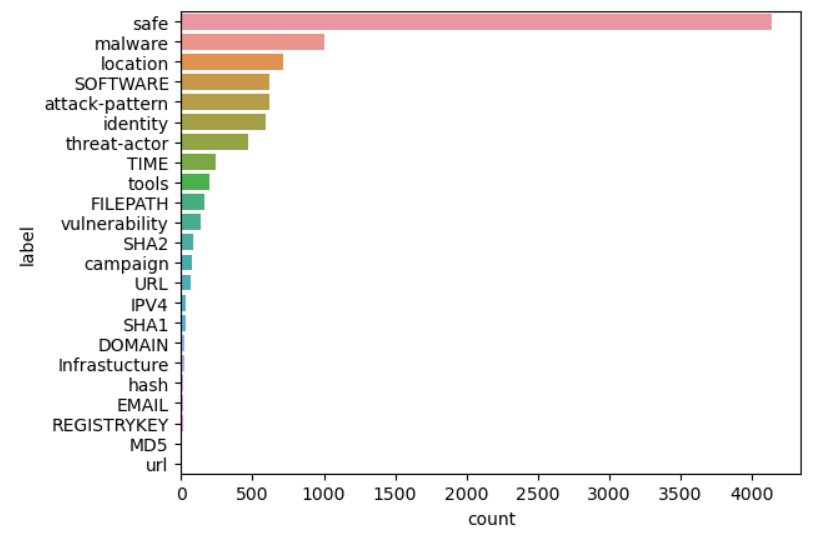 safe
malware
location
SOFTWARE
attack-pattern
identity
threat-actor
TIME
tools
FILEPATH
vulnerability
SHA2
campaign
URL
IPV4
SHA1
DOMAIN
Infrastucture
hash
EMAIL
REGISTRYKEY
MD5
url
label
0 500 1000 1500 2000 2500 3000 3500 4000
count